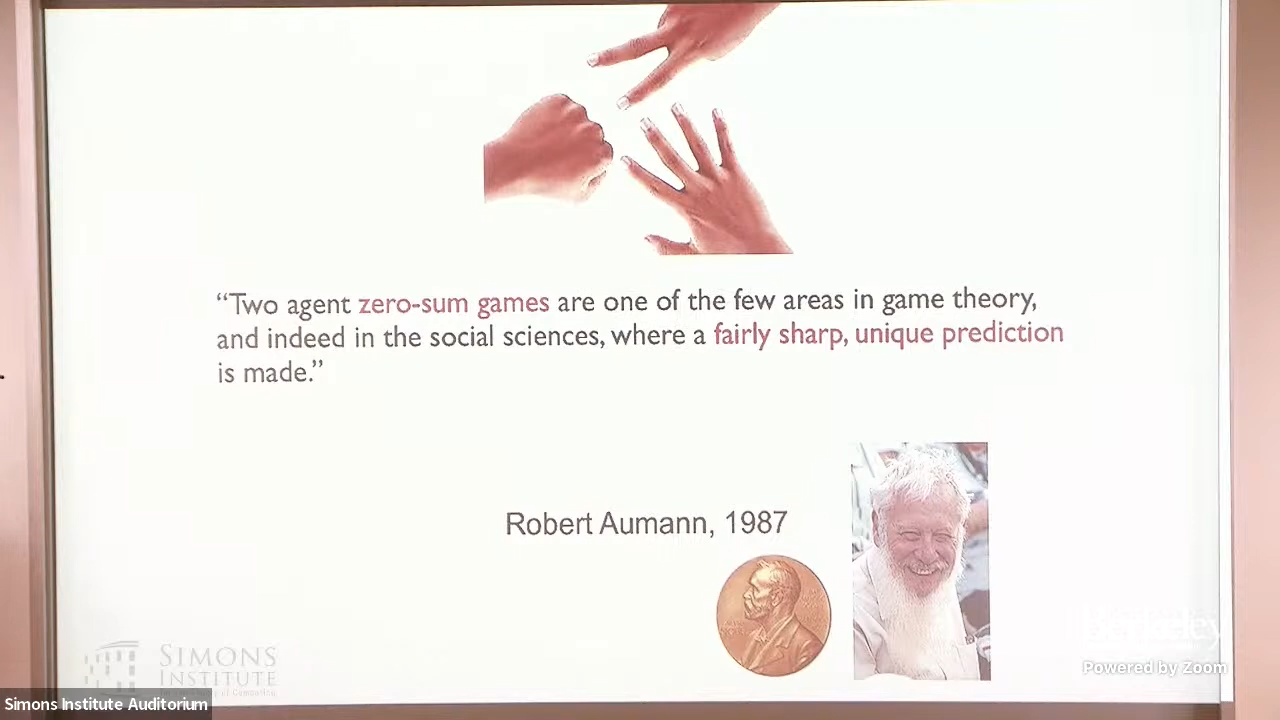 “Two agent zero-sum games are one of the few areas in game theory,
and indeed in the social sciences, where a fairly sharp, unique prediction
is made.”
Robert Aumann, 1987
SIMONS
INSTITUTE
Berkeley
Powered by Zoom
Simons Institute Auditorium